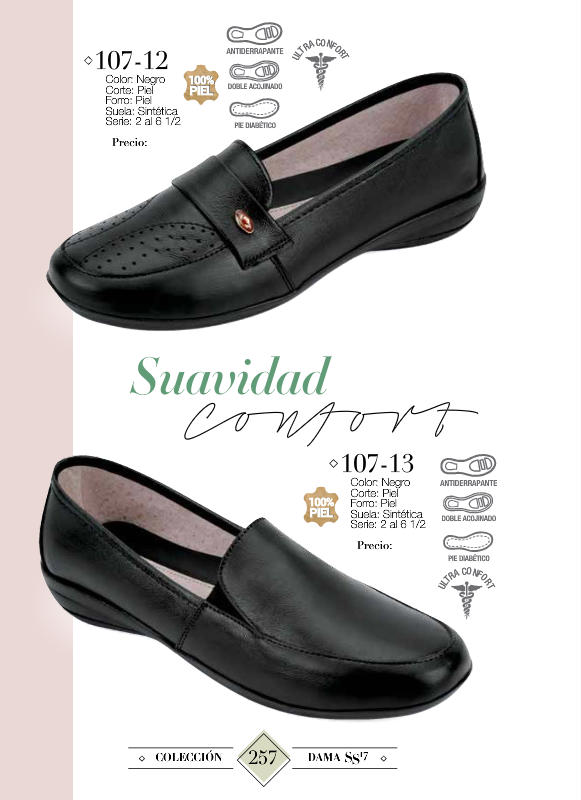 107-12
Color: Negro
Corte: Piel
Forro: Piel
Suela: Sintética
Serie: 2 al 6 1/2
Precio:
100%
PIEL
ANTIDERRAPANTE
DOBLE ACOJINADO
PIE DIABÉTICO
ULTRA CONFORT
Suavidad
confort
107-13
Color: Negro
Corte: Piel
Forro: Piel
Suela: Sintética
Serie: 2 al 6 1/2
Precio:
100%
PIEL
ANTIDERRAPANTE
DOBLE ACOJINADO
PIE DIABÉTICO
ULTRA CONFORT
COLECCIÓN 257 DAMA SS17